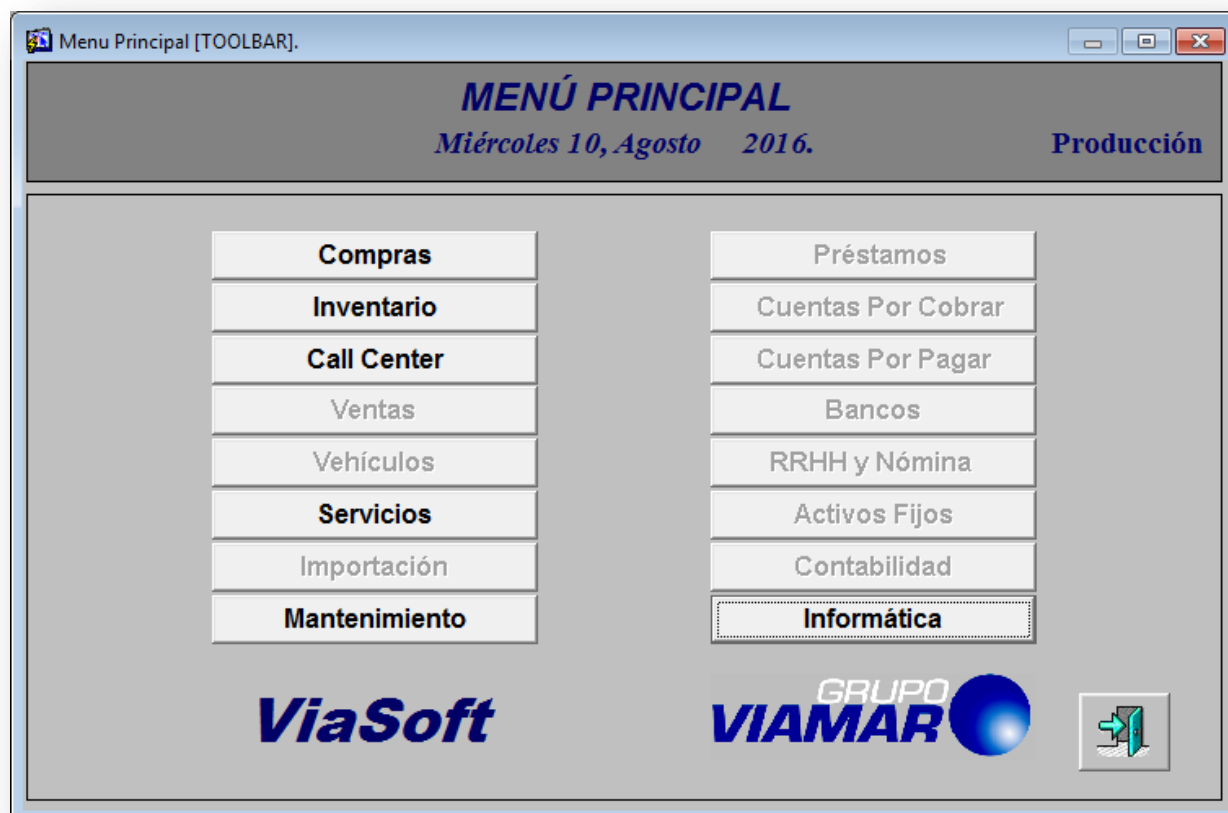 Menu Principal [TOOLBAR].
MENÚ PRINCIPAL
Miércoles 10, Agosto 2016.
Producción
Compras
Inventario
Call Center
Ventas
Vehículos
Servicios
Importación
Mantenimiento
Préstamos
Cuentas Por Cobrar
Cuentas Por Pagar
Bancos
RRHH y Nómina
Activos Fijos
Contabilidad
Informática
ViaSoft
GRUPO
VIAMAR